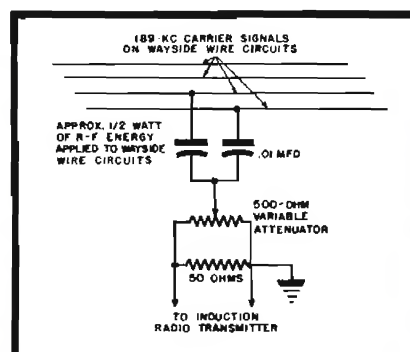 189-KC CARRIER SIGNALS
ON WAYSIDE WIRE CIRCUITS
APPROX. 1/2 WATT
OF R-F ENERGY
APPLIED TO WAYSIDE
WIRE CIRCUITS
.01 MFD
500-OHM
VARIABLE
ATTENUATOR
50 OHMS
TO INDUCTION
RADIO TRANSMITTER